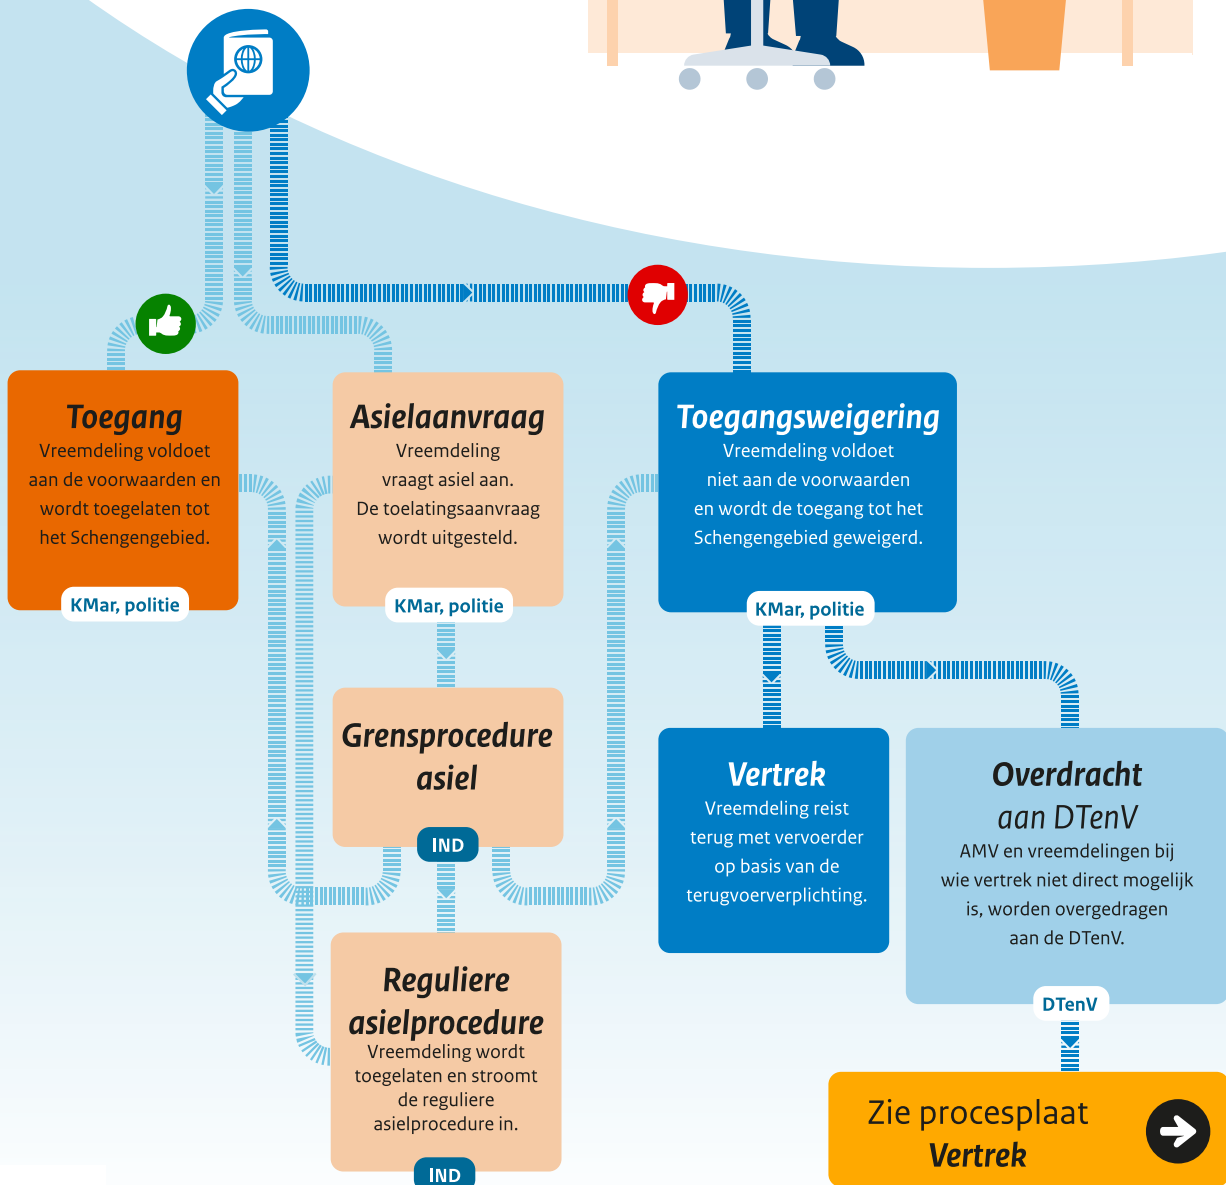 Toegang
Vreemdeling voldoet
aan de voorwaarden en
wordt toegelaten tot
het Schengengebied.
KMar, politie
Asielaanvraag
Vreemdeling
vraagt asiel aan.
De toelatingsaanvraag
wordt uitgesteld.
KMar, politie
Toegangsweigering
Vreemdeling voldoet
niet aan de voorwaarden
en wordt de toegang tot het
Schengengebied geweigerd.
KMar, politie
Grensprocedure
asiel
IND
Vertrek
Vreemdeling reist
terug met vervoerder
op basis van de
terugvoerverplichting.
Overdracht
aan DTenV
AMV en vreemdelingen bij
wie vertrek niet direct mogelijk
is, worden overgedragen
aan de DTenV.
DTenV
Reguliere
asielprocedure
Vreemdeling wordt
toegelaten en stroomt
de reguliere
asielprocedure in.
IND
Zie procesplaat
Vertrek